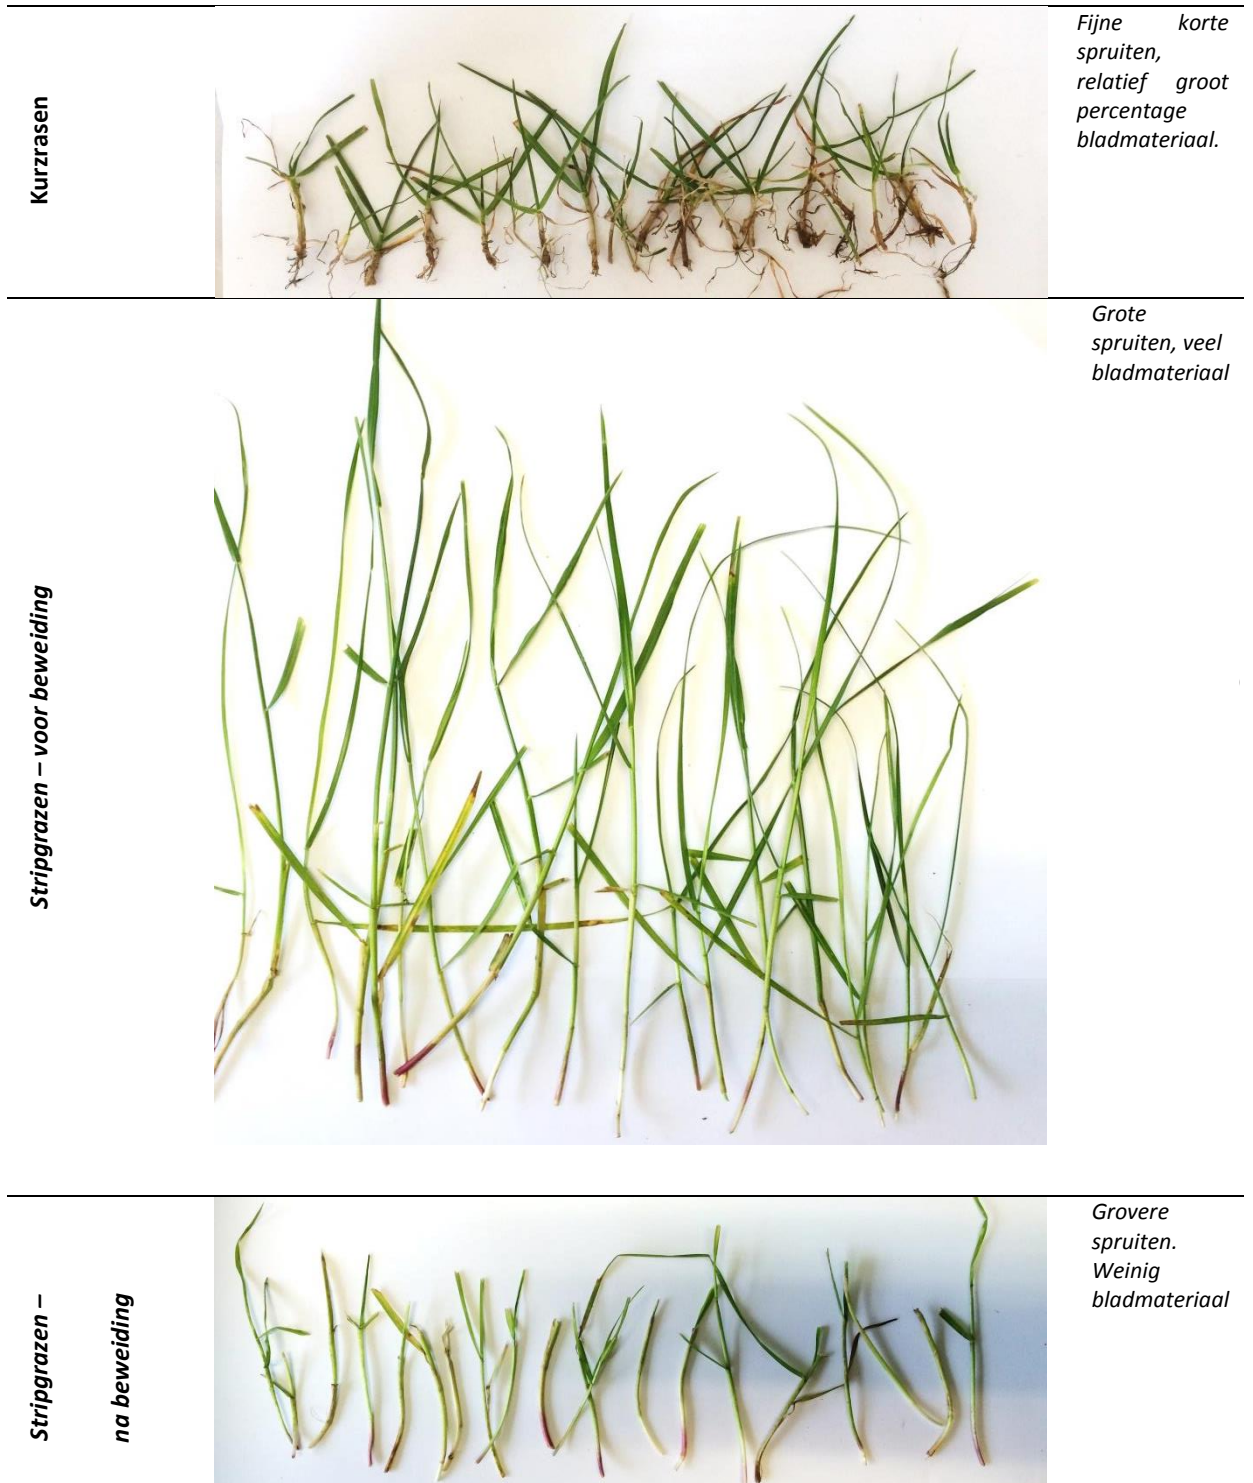 Kurzrasen
Fijne korte
spruiten,
relatief groot
percentage
bladmateriaal.
Stripgrazen – voor beweiding
Grote
spruiten, veel
bladmateriaal
Stripgrazen –
na beweiding
Grovere
spruiten.
Weinig
bladmateriaal